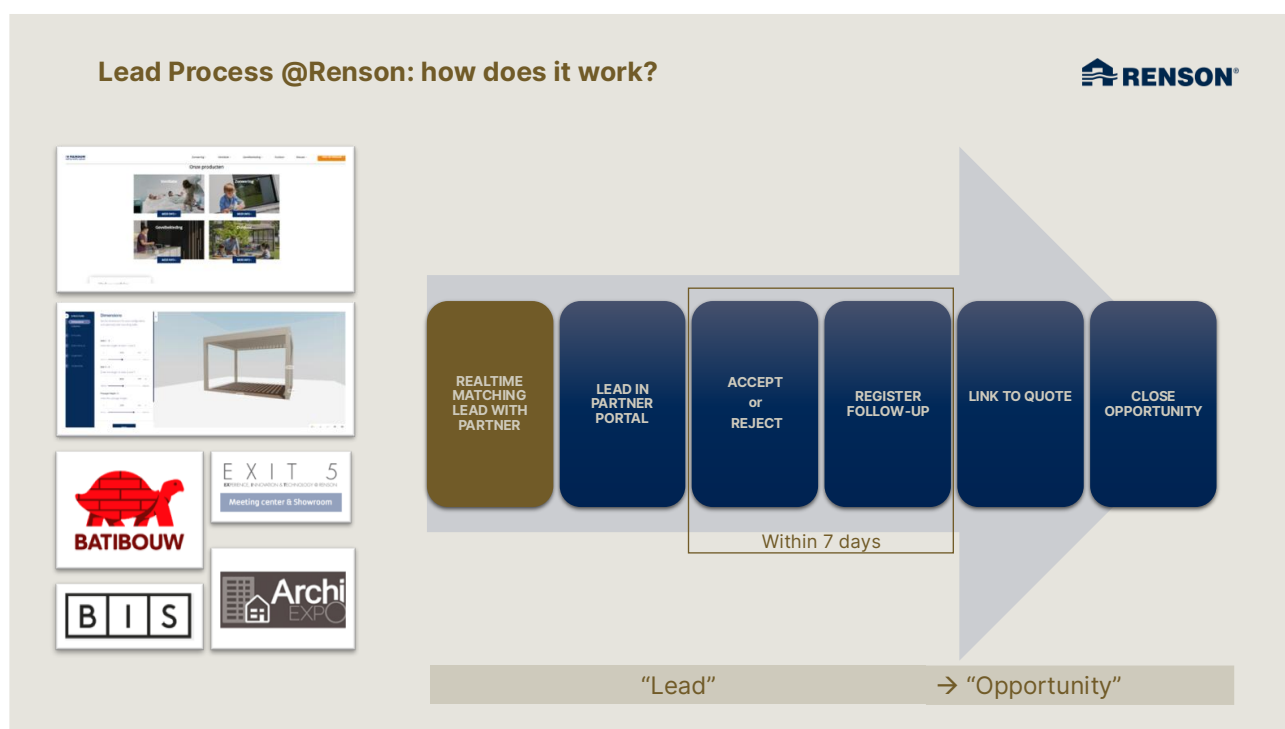 Lead Process @Renson: how does it work?
RENSON®
Onze producten
Dimensions
BATIBOUW
EXIT 5
EXPERIENCE, INNOVATION & TECHNOLOGY @ RENSON
Meeting center & Showroom
BIS
Archi
EXPO
REALTIME
MATCHING
LEAD WITH
PARTNER
LEAD IN
PARTNER
PORTAL
ACCEPT
or
REJECT
REGISTER
FOLLOW-UP
LINK TO QUOTE
CLOSE
OPPORTUNITY
Within 7 days
“Lead”
→ “Opportunity”